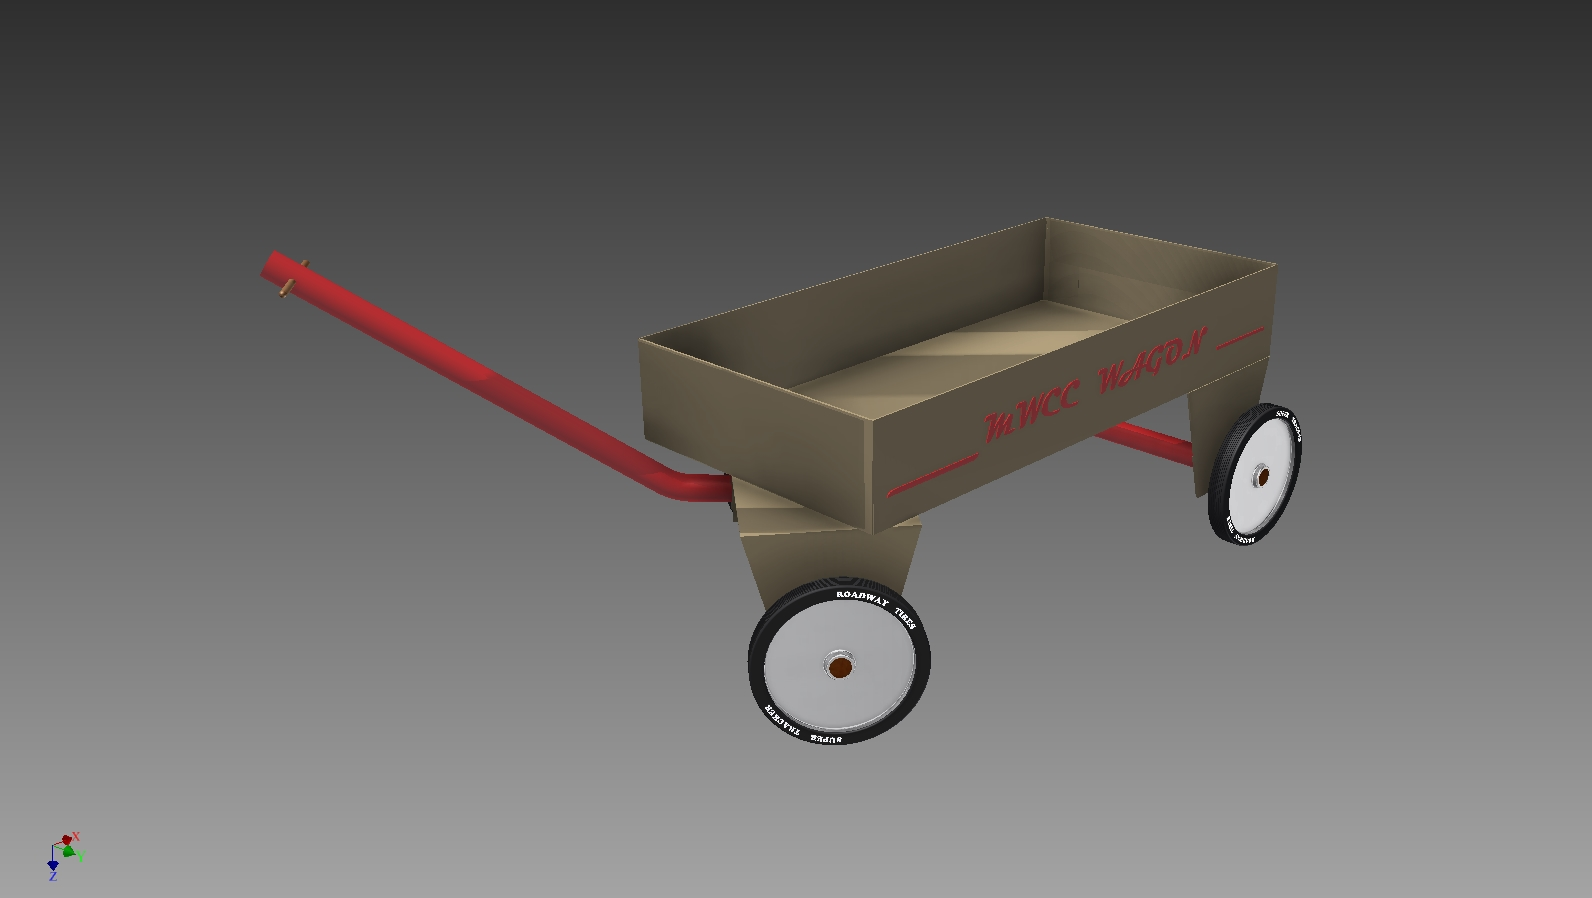 MWCC WAGON
ROADWAY TIRES
SUPER TRACKER
X
Y
Z